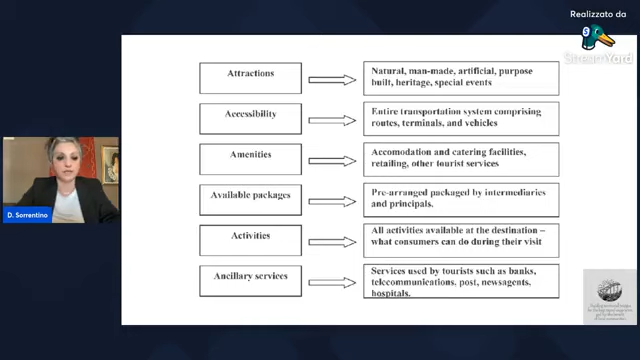 Realizzato da
StreamYard
Attractions
Natural, man-made, artificial, purpose
built, heritage, special events
Accessibility
Entire transportation system comprising
routes, terminals, and vehicles
Amenities
Accomodation and catering facilities,
retailing, other tourist services
Available packages
Pre-arranged packaged by intermediaries
and principals.
Activities
All activities available at the destination –
what consumers can do during their visit
Ancillary services
Services used by tourists such as banks,
telecommunications, post, newsagents,
hospitals.
D. Sorrentino